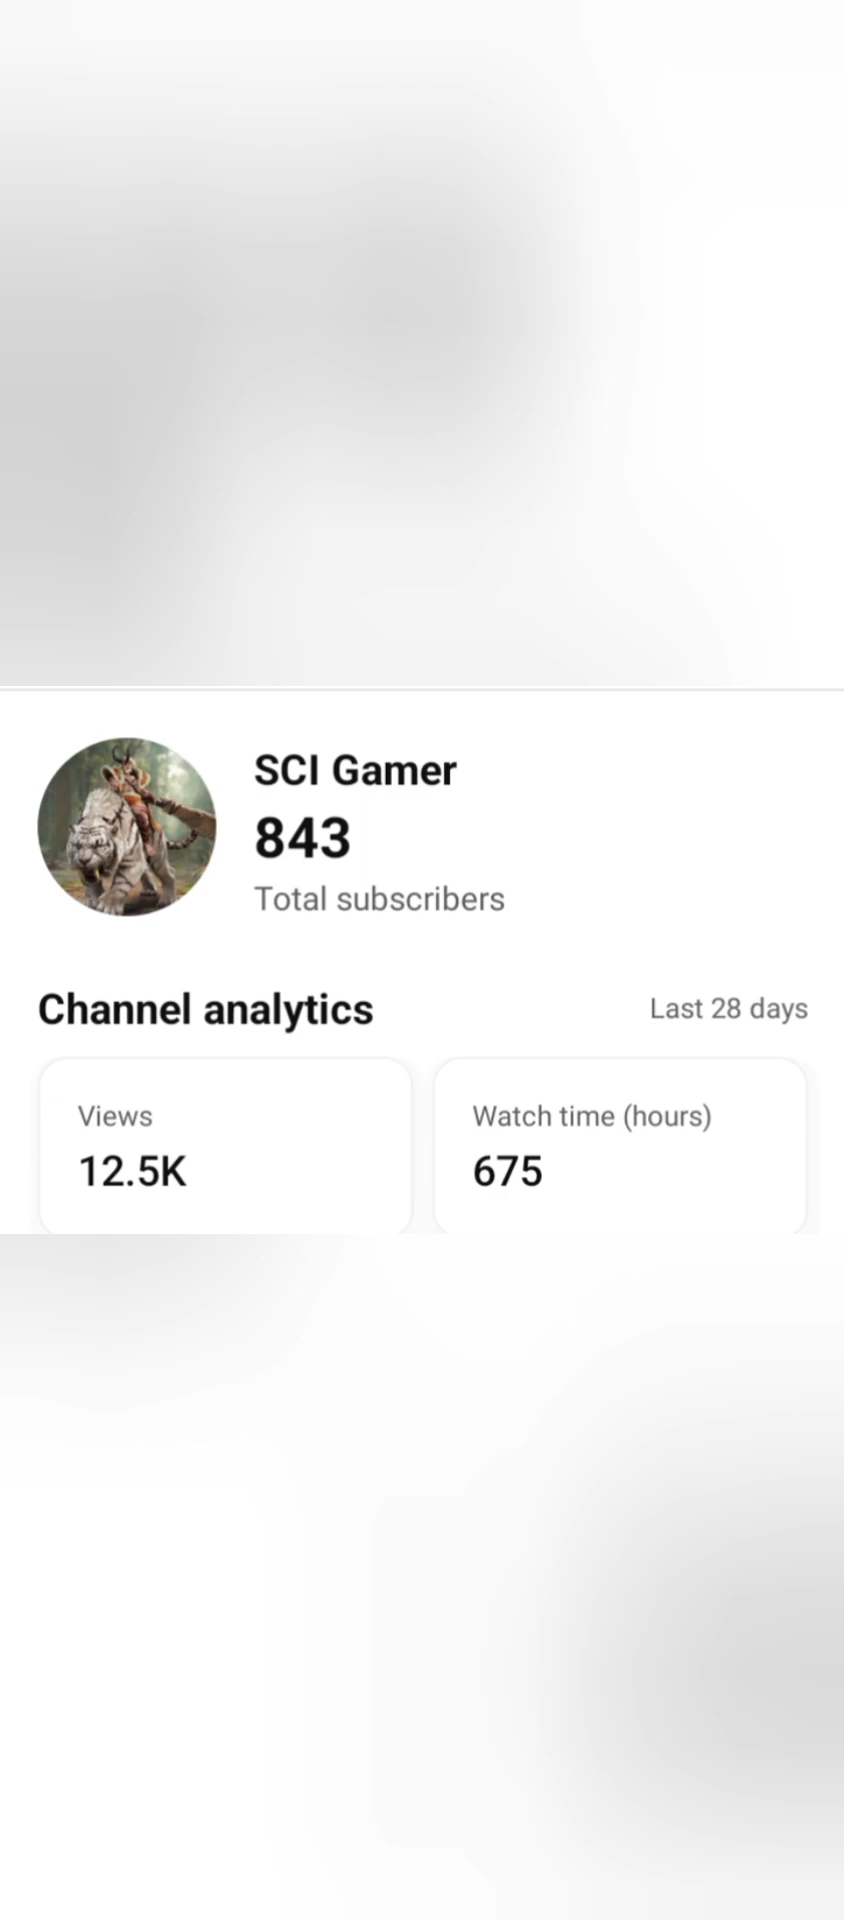 SCI Gamer
843
Total subscribers
Channel analytics
Last 28 days
Views
12.5K
Watch time (hours)
675